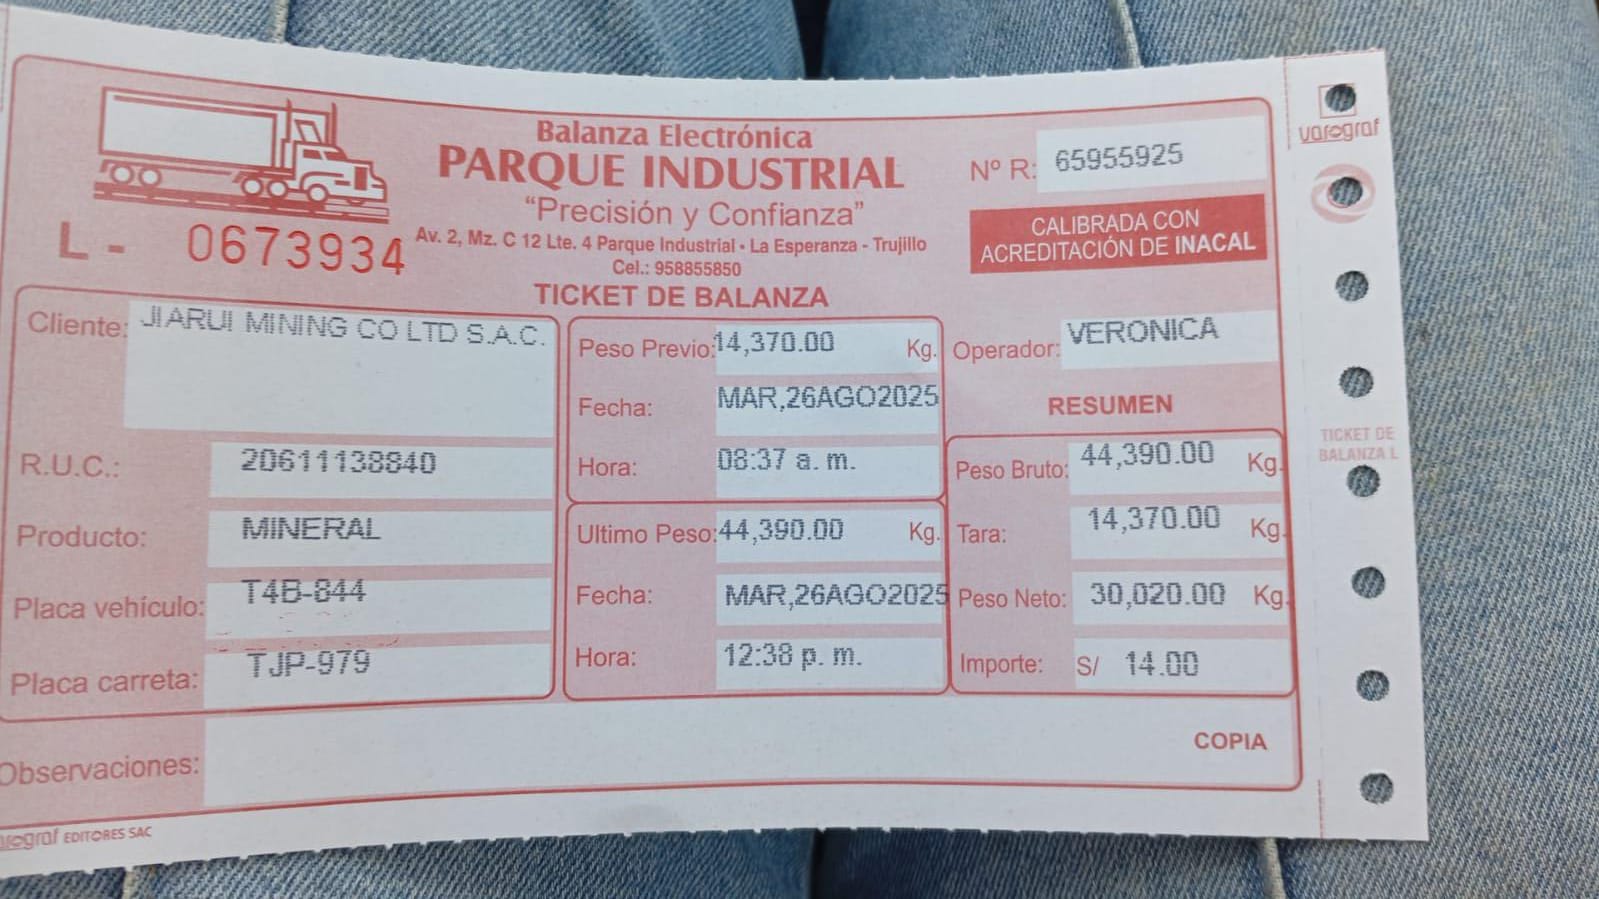 Balanza Electrónica
PARQUE INDUSTRIAL
"Precisión y Confianza"
Av. 2, Mz. C 12 Lte. 4 Parque Industrial • La Esperanza - Trujillo
Cel.: 958855850
L - 0673934
Nº R: 65955925
CALIBRADA CON
ACREDITACIÓN DE INACAL
TICKET DE BALANZA
Cliente: JIARUI MINING CO LTD S.A.C.
R.U.C.: 20611138840
Producto: MINERAL
Placa vehículo: T4B-844
Placa carreta: TJP-979
Peso Previo: 14,370.00 Kg.
Fecha: MAR,26AGO2025
Hora: 08:37 a. m.
Ultimo Peso: 44,390.00 Kg.
Fecha: MAR,26AGO2025
Hora: 12:38 p. m.
Operador: VERONICA
RESUMEN
Peso Bruto: 44,390.00 Kg.
Tara: 14,370.00 Kg.
Peso Neto: 30,020.00 Kg.
Importe: S/ 14.00
Observaciones:
COPIA
EDITORES SAC
varograf
TICKET DE
BALANZA L